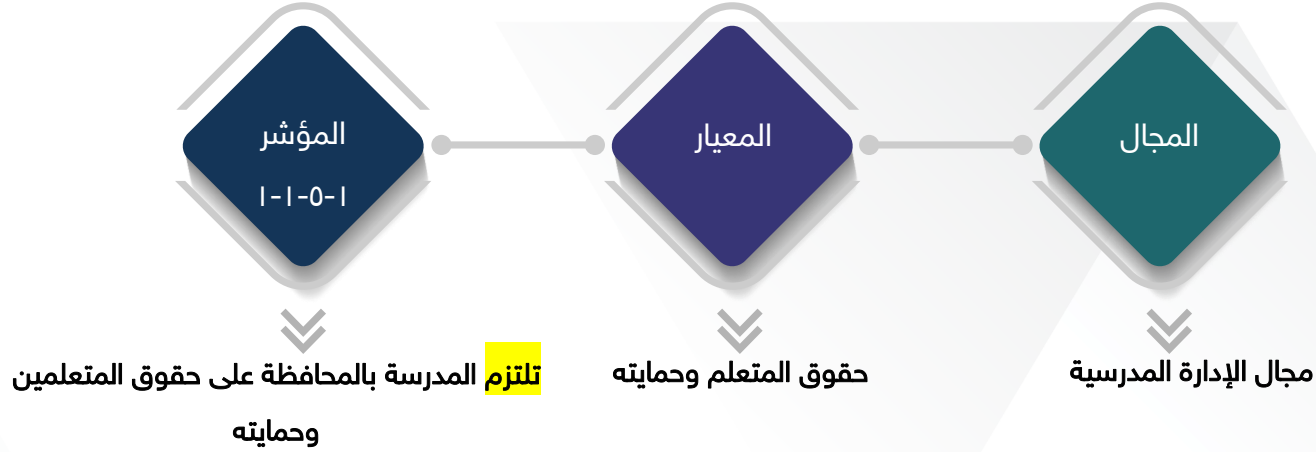 المجال
المعيار
المؤشر
١-٥-١-١
مجال الإدارة المدرسية
حقوق المتعلم وحمايته
تلتزم المدرسة بالمحافظة على حقوق المتعلمين
وحمايته